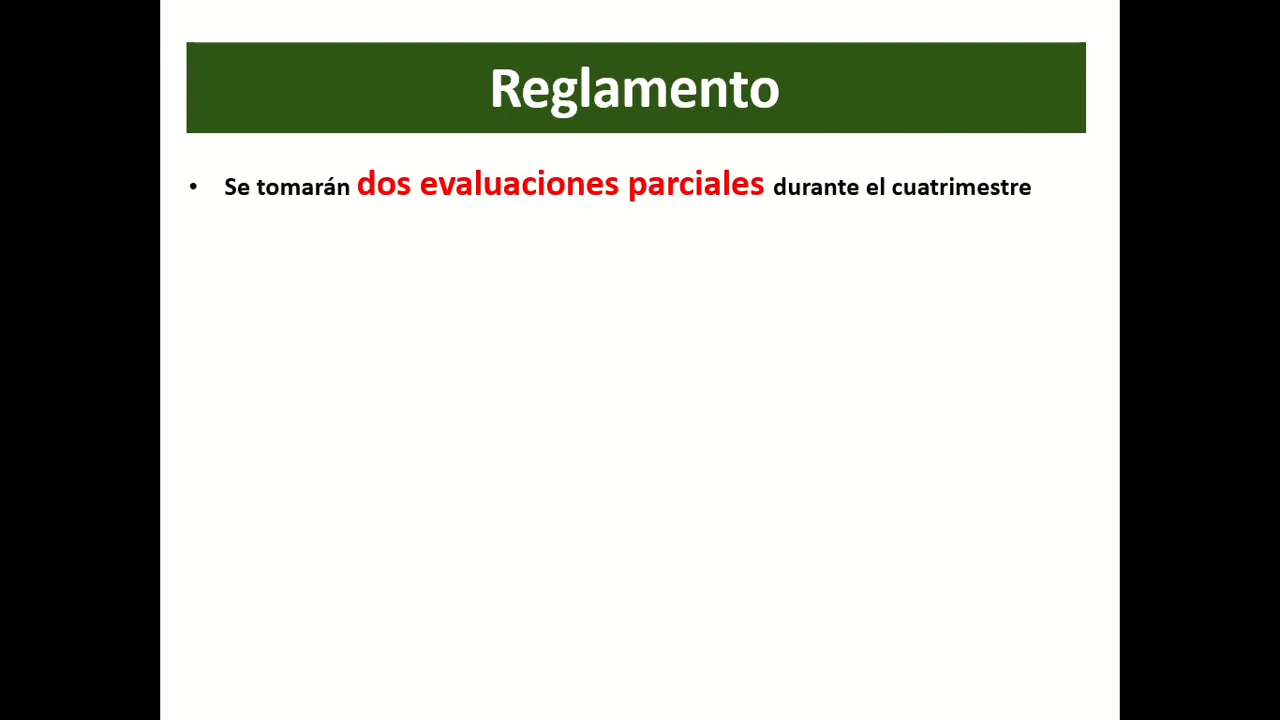 Reglamento
• Se tomarán dos evaluaciones parciales durante el cuatrimestre